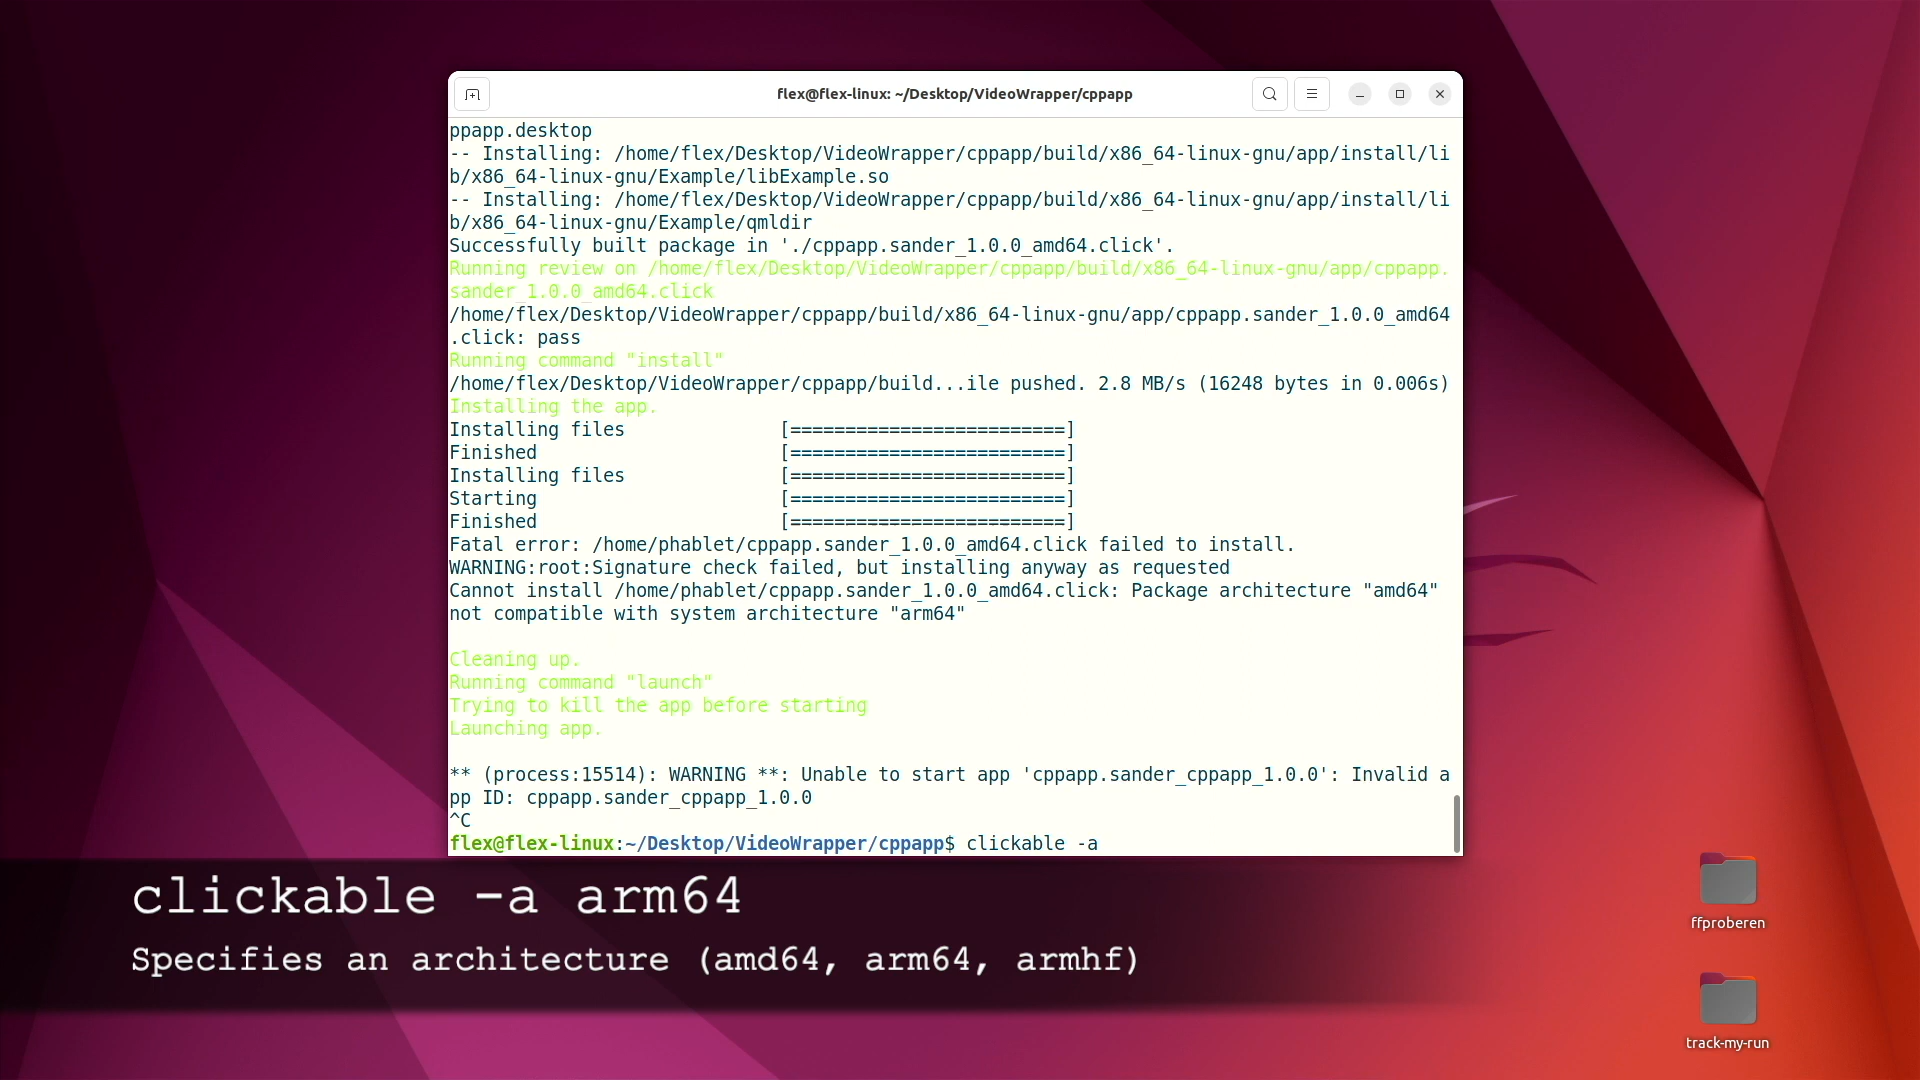 flex@flex-linux: ~/Desktop/VideoWrapper/cppapp
ppapp.desktop
-- Installing: /home/flex/Desktop/VideoWrapper/cppapp/build/x86_64-linux-gnu/app/install/li
b/x86_64-linux-gnu/Example/libExample.so
-- Installing: /home/flex/Desktop/VideoWrapper/cppapp/build/x86_64-linux-gnu/app/install/li
b/x86_64-linux-gnu/Example/qmldir
Successfully built package in './cppapp.sander_1.0.0_amd64.click'.
Running review on /home/flex/Desktop/VideoWrapper/cppapp/build/x86_64-linux-gnu/app/cppapp.
sander_1.0.0_amd64.click
/home/flex/Desktop/VideoWrapper/cppapp/build/x86_64-linux-gnu/app/cppapp.sander_1.0.0_amd64
.click: pass
Running command "install"
/home/flex/Desktop/VideoWrapper/cppapp/build...ile pushed. 2.8 MB/s (16248 bytes in 0.006s)
Installing the app.
Installing files [=========================]
Finished [=========================]
Installing files [=========================]
Starting [=========================]
Finished [=========================]
Fatal error: /home/phablet/cppapp.sander_1.0.0_amd64.click failed to install.
WARNING:root:Signature check failed, but installing anyway as requested
Cannot install /home/phablet/cppapp.sander_1.0.0_amd64.click: Package architecture "amd64"
not compatible with system architecture "arm64"
Cleaning up.
Running command "launch"
Trying to kill the app before starting
Launching app.
** (process:15514): WARNING **: Unable to start app 'cppapp.sander_cppapp_1.0.0': Invalid a
pp ID: cppapp.sander_cppapp_1.0.0
^C
flex@flex-linux:~/Desktop/VideoWrapper/cppapp$ clickable -a
clickable -a arm64
Specifies an architecture (amd64, arm64, armhf)
ffproberen
track-my-run